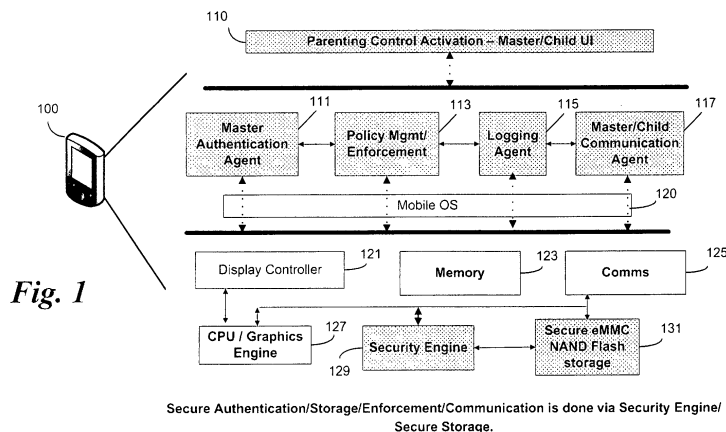 110
Parenting Control Activation – Master/Child UI
100
111
113
115
117
Master
Authentication
Agent
Policy Mgmt/
Enforcement
Logging
Agent
Master/Child
Communication
Agent
Mobile OS
120
Display Controller
121
Memory
123
Comms
125
Fig. 1
CPU / Graphics
Engine
127
Security Engine
129
Secure eMMC
NAND Flash
storage
131
Secure Authentication/Storage/Enforcement/Communication is done via Security Engine/
Secure Storage.